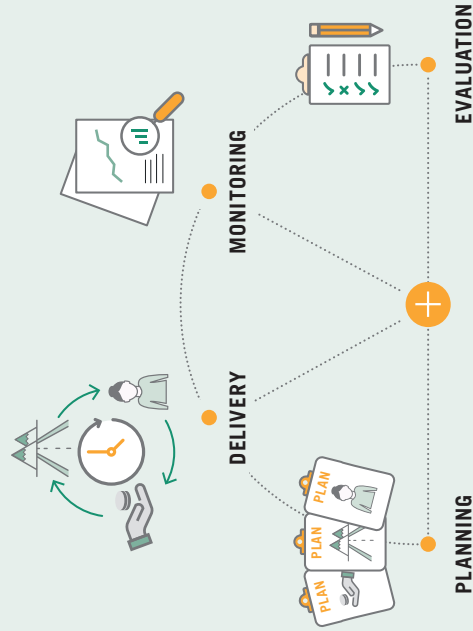 PLAN
PLAN
PLAN
PLANNING
DELIVERY
MONITORING
EVALUATION